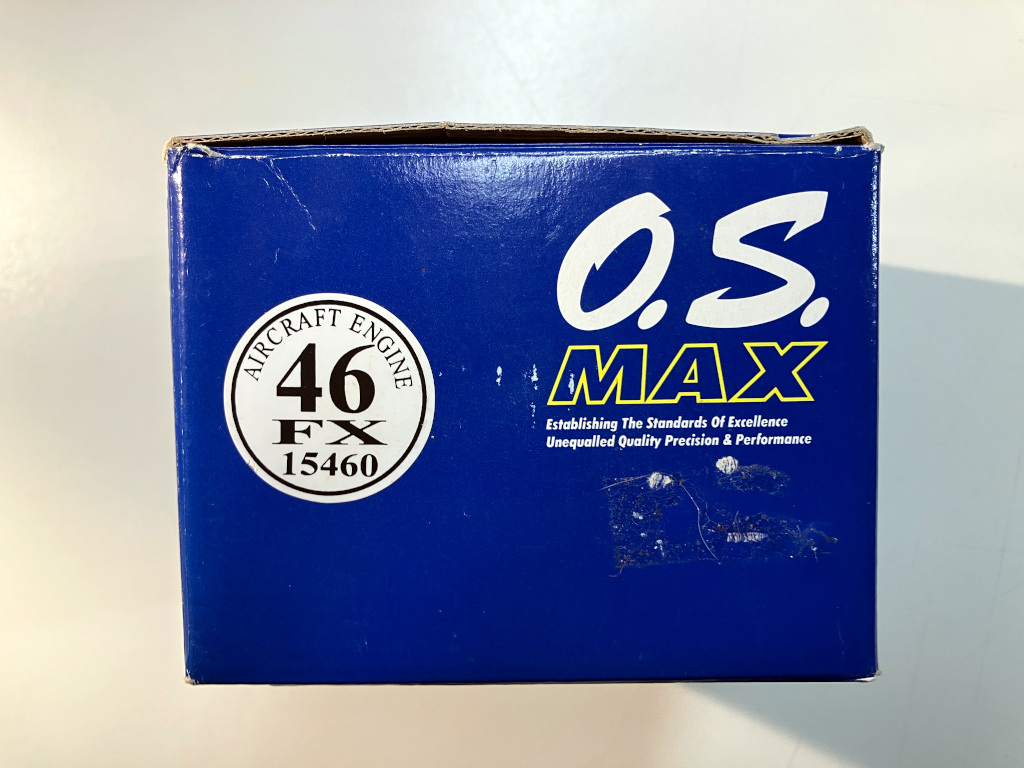 AIRCRAFT ENGINE
46
FX
15460
O.S.
MAX
Establishing The Standards Of Excellence
Unequalled Quality Precision & Performance